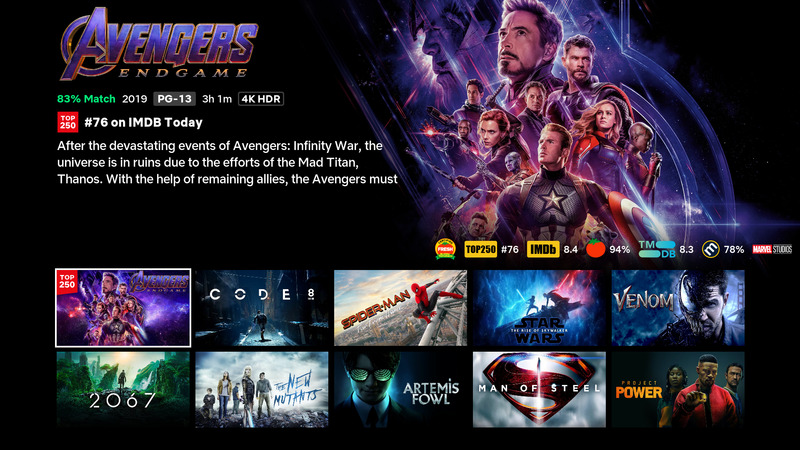 AVENGERS
ENDGAME
83% Match 2019 PG-13 3h 1m 4K HDR
TOP 250 #76 on IMDB Today
After the devastating events of Avengers: Infinity War, the
universe is in ruins due to the efforts of the Mad Titan,
Thanos. With the help of remaining allies, the Avengers must
FRESH TOP250 #76 IMDb 8.4 94% TMDB 8.3 78% MARVEL STUDIOS
TOP 250
AVENGERS
ENDGAME
CODE 8
SPIDER-MAN
STAR
THE RISE OF SKYWALKER
WARS
VENOM
2067
THE NEW
MUTANTS
ARTEMIS
FOWL
MAN OF STEEL
PROJECT
POWER